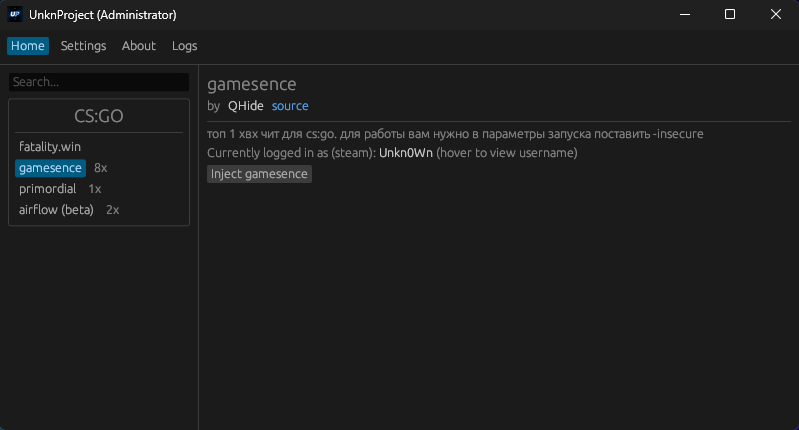 UP UnknProject (Administrator)
Home Settings About Logs
Search...
CS:GO
fatality.win
gamesence 8x
primordial 1x
airflow (beta) 2x
gamesence
by QHide source
топ 1 хвх чит для cs:go. для работы вам нужно в параметры запуска поставить -insecure
Currently logged in as (steam): Unkn0Wn (hover to view username)
Inject gamesence